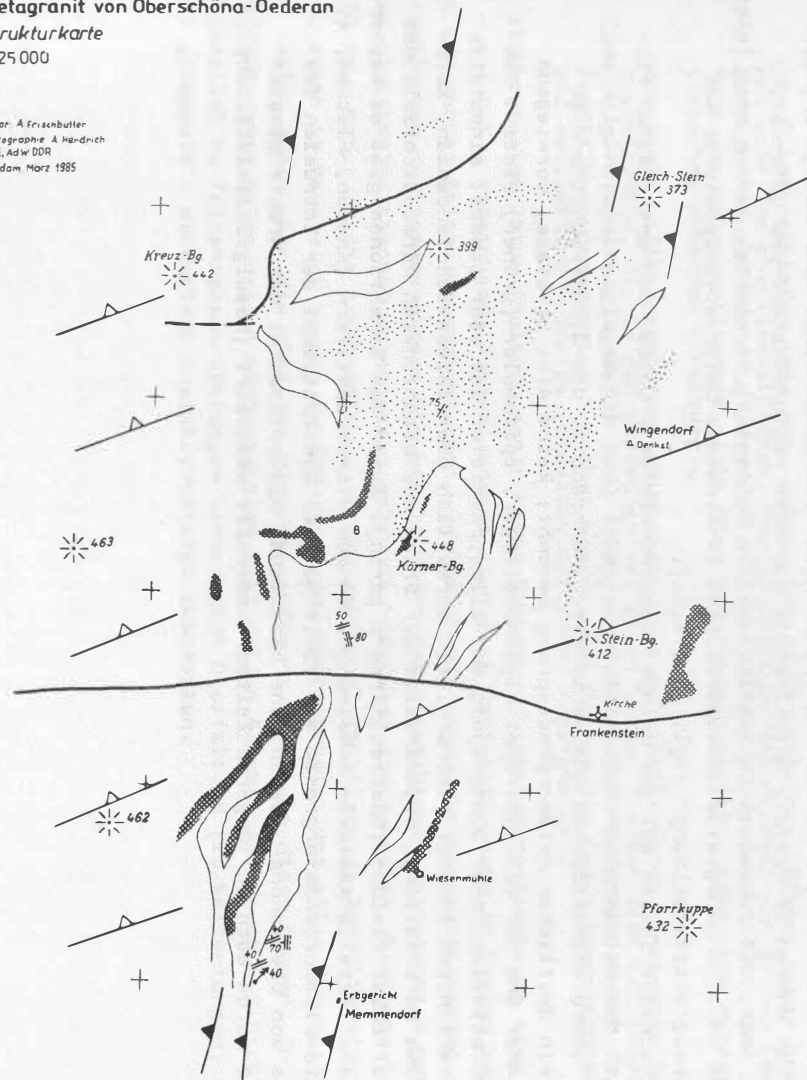 etagranit von Oberschöna-Oederan
rukturkarte
25 000
or A Frischbutter
tographie A Hendrich
E, AdW DDR
dam März 1985
Gleich-Stein
373
Kreuz-Bg.
442
399
75
Wingendorf
Denkst.
463
8
448
Körner-Bg.
50
80
Stein-Bg.
412
Kirche
Frankenstein
462
Wiesenmühle
Pfarrkuppe
432
40
70
40
40
Erbgericht
Memmendorf